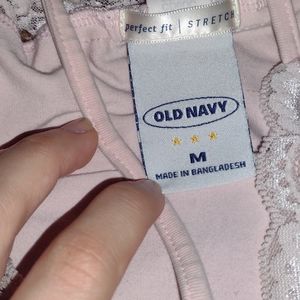 perfect fit | STRETCH
OLD NAVY
M
MADE IN BANGLADESH